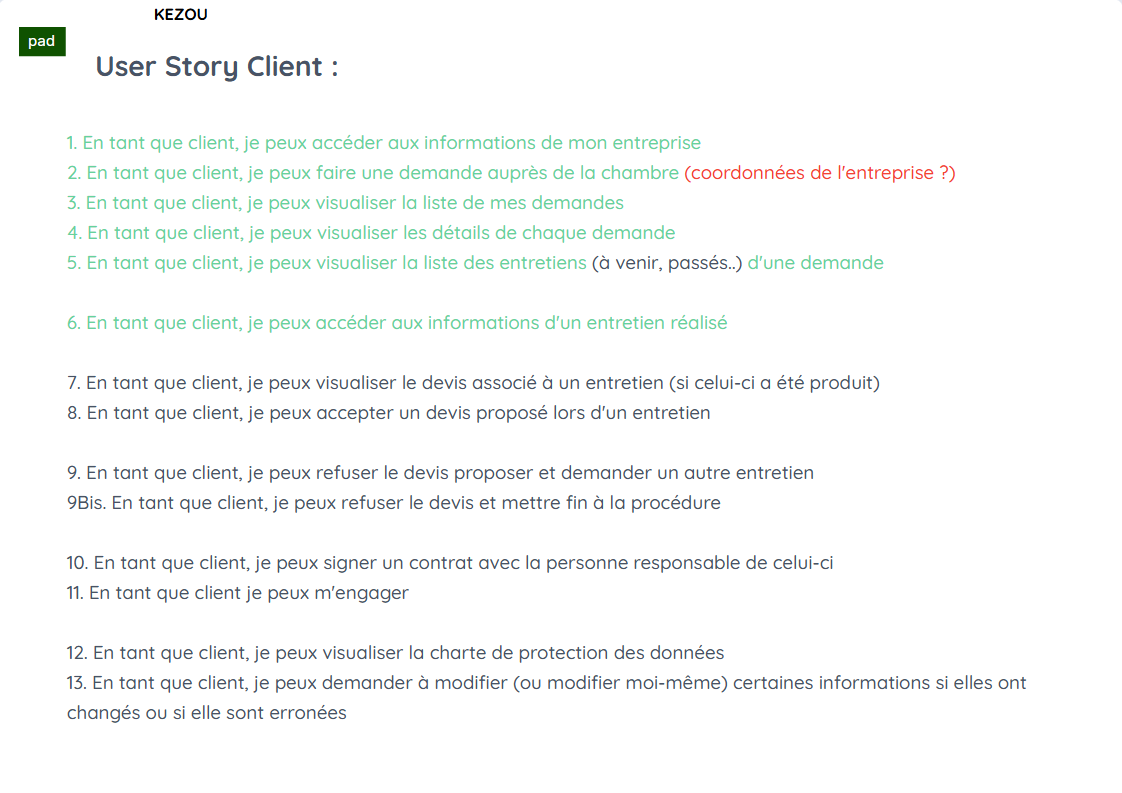 KEZOU
pad
User Story Client :
1. En tant que client, je peux accéder aux informations de mon entreprise
2. En tant que client, je peux faire une demande auprès de la chambre (coordonnées de l'entreprise ?)
3. En tant que client, je peux visualiser la liste de mes demandes
4. En tant que client, je peux visualiser les détails de chaque demande
5. En tant que client, je peux visualiser la liste des entretiens (à venir, passés..) d'une demande
6. En tant que client, je peux accéder aux informations d'un entretien réalisé
7. En tant que client, je peux visualiser le devis associé à un entretien (si celui-ci a été produit)
8. En tant que client, je peux accepter un devis proposé lors d'un entretien
9. En tant que client, je peux refuser le devis proposer et demander un autre entretien
9Bis. En tant que client, je peux refuser le devis et mettre fin à la procédure
10. En tant que client, je peux signer un contrat avec la personne responsable de celui-ci
11. En tant que client je peux m'engager
12. En tant que client, je peux visualiser la charte de protection des données
13. En tant que client, je peux demander à modifier (ou modifier moi-même) certaines informations si elles ont
changés ou si elle sont erronées